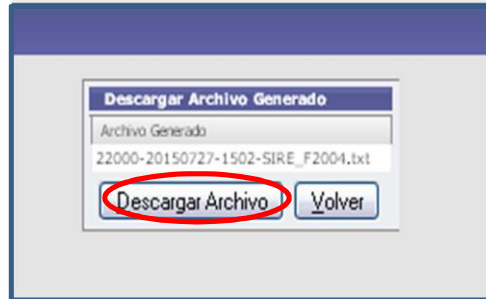 Descargar Archivo Generado
Archivo Generado
22000-20150727-1502-SIRE_F2004.txt
Descargar Archivo Volver